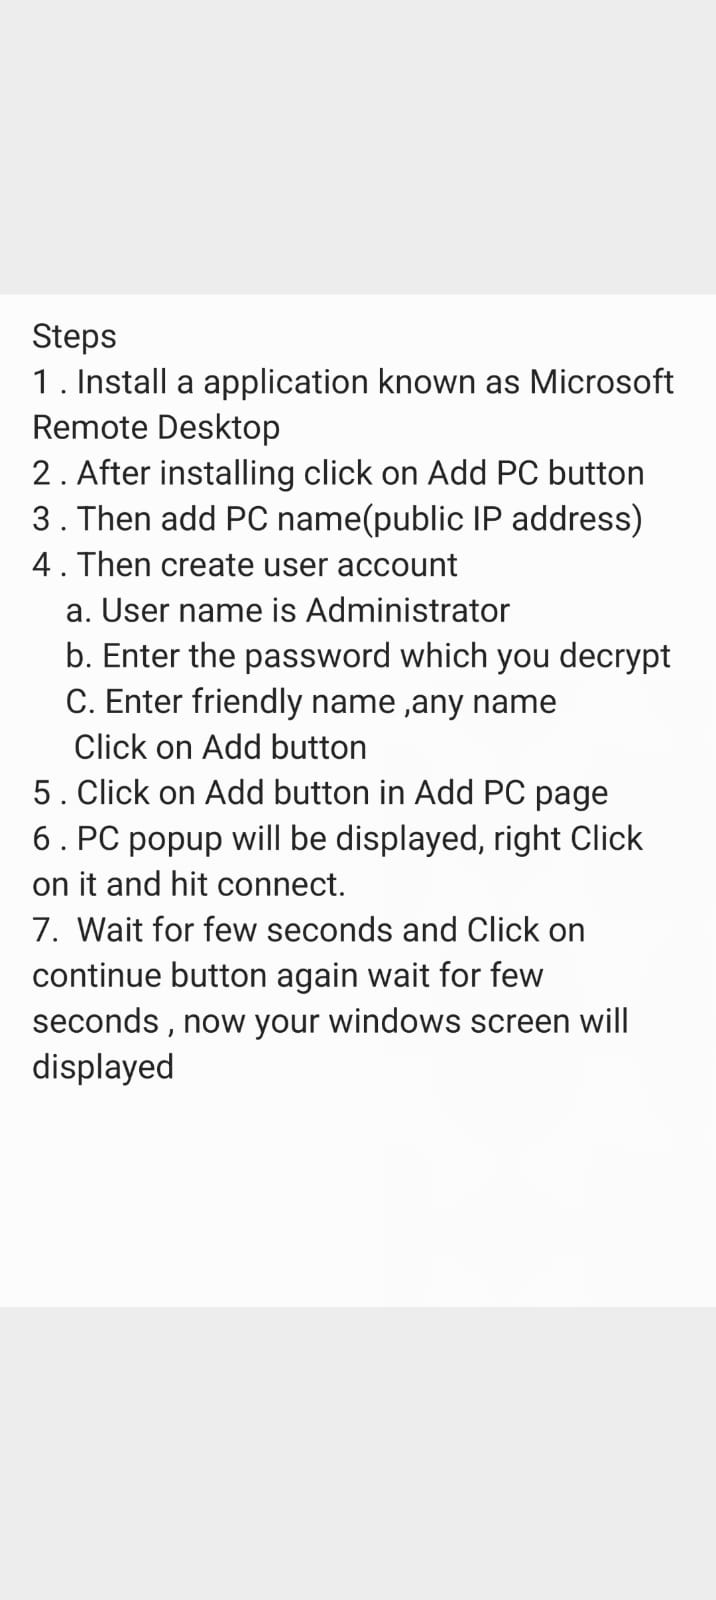 Steps
1 . Install a application known as Microsoft
Remote Desktop
2 . After installing click on Add PC button
3 . Then add PC name(public IP address)
4 . Then create user account
a. User name is Administrator
b. Enter the password which you decrypt
C. Enter friendly name ,any name
Click on Add button
5 . Click on Add button in Add PC page
6 . PC popup will be displayed, right Click
on it and hit connect.
7.  Wait for few seconds and Click on
continue button again wait for few
seconds , now your windows screen will
displayed